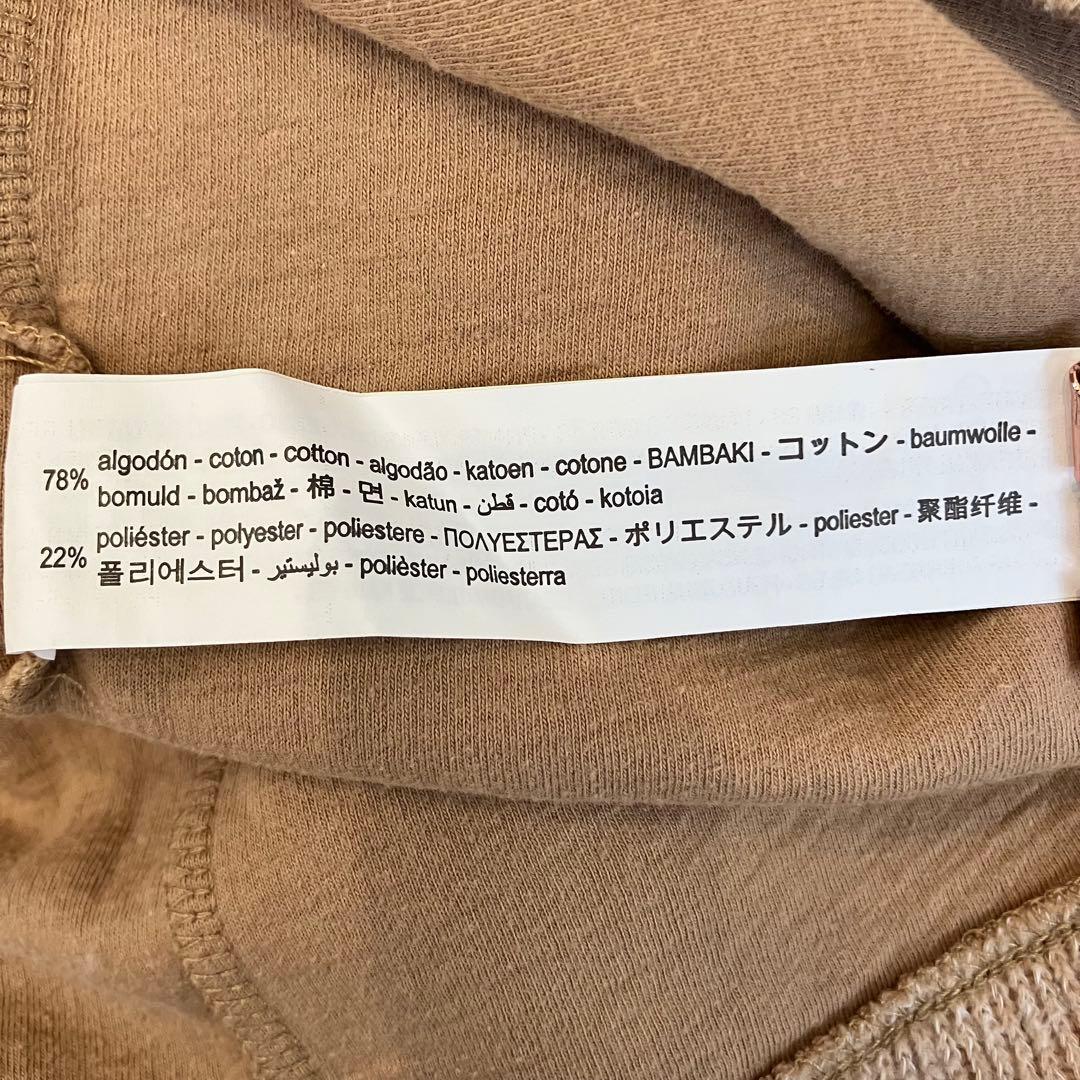 78% algodón - coton - cotton - algodão - katoen - cotone - BAMBAKI - コットン - baumwolle -
bomuld - bombaž - 棉 - 면 - katun - قطن - cotó - kotoia
22% poliéster - polyester - poliestere - ΠΟΛΥΕΣΤΕΡΑΣ - ポリエステル - poliester - 聚酯纤维 -
폴리에스터 - بوليستير - polièster - poliesterra